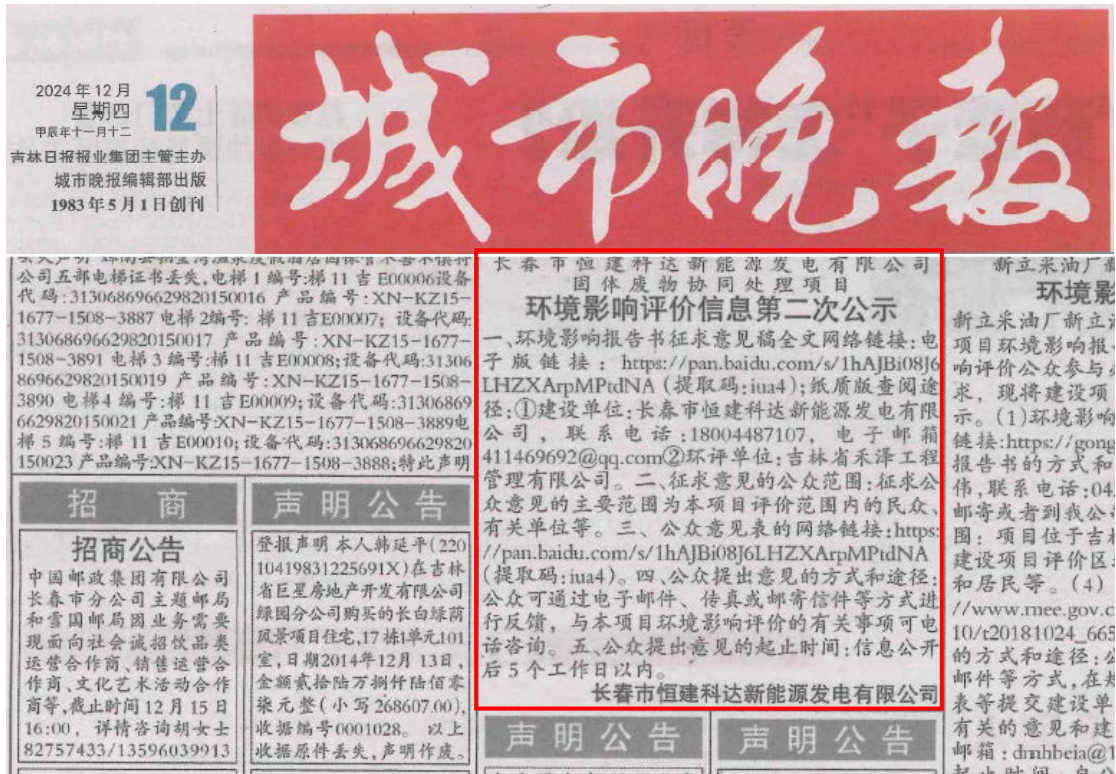 2024年12月
星期四
12
甲辰年十一月十二
吉林日报报业集团主管主办
城市晚报编辑部出版
1983年5月1日创刊
城市晚报
公司五部电梯证书丢失,电梯1编号:梯11吉E00006设备
代码:31306869662982015​0016 产品编号:XN-KZ15-
1677-1508-3887 电梯2编号: 梯11吉E00007; 设备代码:
313068696629820150017 产品编号:XN-KZ15-1677-
1508-3891 电梯3编号:梯11吉E00008;设备代码:31306
8696629820150019 产品编号:XN-KZ15-1677-1508-
3890 电梯4编号:梯11吉E00009;设备代码:31306869
6629820150021产品编号:XN-KZ15-1677-1508-3889电
梯5编号:梯11吉E00010;设备代码:313068696629820
150023产品编号:XN-KZ15-1677-1508-3888;特此声明
招商
招商公告
中国邮政集团有限公司
长春市分公司主题邮局
和雪国邮局因业务需要
现面向社会诚招饮品类
运营合作商、销售运营合
作商、文化艺术活动合作
商等,截止时间12月15日
16:00, 详情咨询胡女士
82757433/13596039913
声明公告
登报声明 本人韩延平(220
10419831225691X)在吉林
省巨星房地产开发有限公司
绿园分公司购买的长白绿荫
风景项目住宅,17栋1单元101
室,日期2014年12月13日,
金额贰拾陆万捌仟陆佰零
柒元整(小写268607.00),
收据编号0001028。 以上
收据原件丢失,声明作废。
长春市恒建科达新能源发电有限公司
固体废物协同处理项目
环境影响评价信息第二次公示
一、环境影响报告书征求意见稿全文网络链接:电
子版链接: https://pan.baidu.com/s/1hAJBi08J6
LHZXArpMPtdNA (提取码:iua4);纸质版查阅途
径:①建设单位:长春市恒建科达新能源发电有限
公司, 联系电话:18004487107, 电子邮箱
411469692@qq.com②环评单位:吉林省禾泽工程
管理有限公司。二、征求意见的公众范围:征求公
众意见的主要范围为本项目评价范围内的民众、
有关单位等。三、公众意见表的网络链接:https:
//pan.baidu.com/s/1hAJBi08J6LHZXArpMPtdNA
(提取码:iua4)。四、公众提出意见的方式和途径:
公众可通过电子邮件、传真或邮寄信件等方式进
行反馈, 与本项目环境影响评价的有关事项可电
话咨询。五、公众提出意见的起止时间:信息公开
后5个工作日以内。
长春市恒建科达新能源发电有限公司
声明公告
声明公告
新立采油厂新
环境影
新立采油厂新立
项目环境影响报
响评价公众参与
求, 现将建设项
示。(1)环境影响
链接:https://gong
报告书的方式和
伟,联系电话:04
邮寄或者到我公
围: 项目位于吉林
建设项目评价区
和居民等。(4)
//www.mee.gov.c
10/t20181024_665
的方式和途径:公
邮件等方式,在规
表等提交建设单
有关的意见和建
邮箱:dmhbeia@1